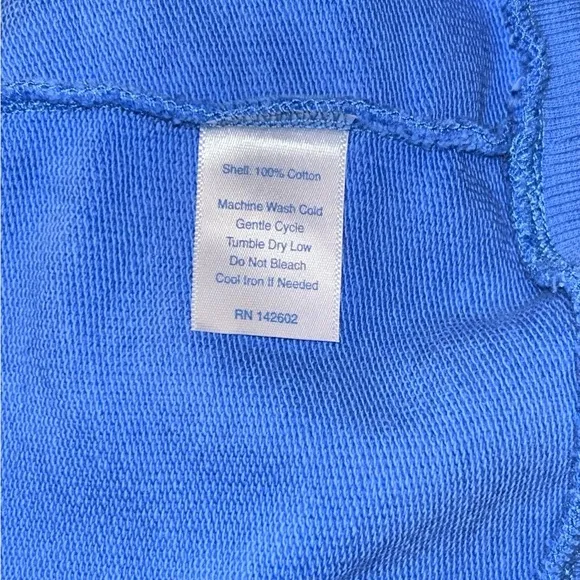 Shell: 100% Cotton
Machine Wash Cold
Gentle Cycle
Tumble Dry Low
Do Not Bleach
Cool Iron If Needed
RN 142602